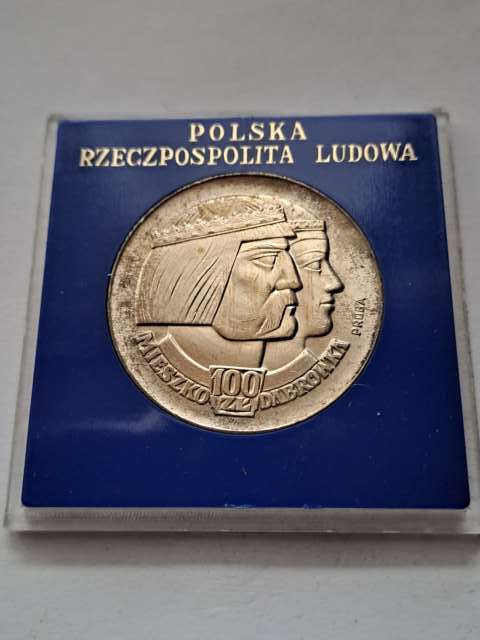 POLSKA
RZECZPOSPOLITA LUDOWA
PRÓBA
MIESZKO DĄBRÓWKA
100
ZŁ